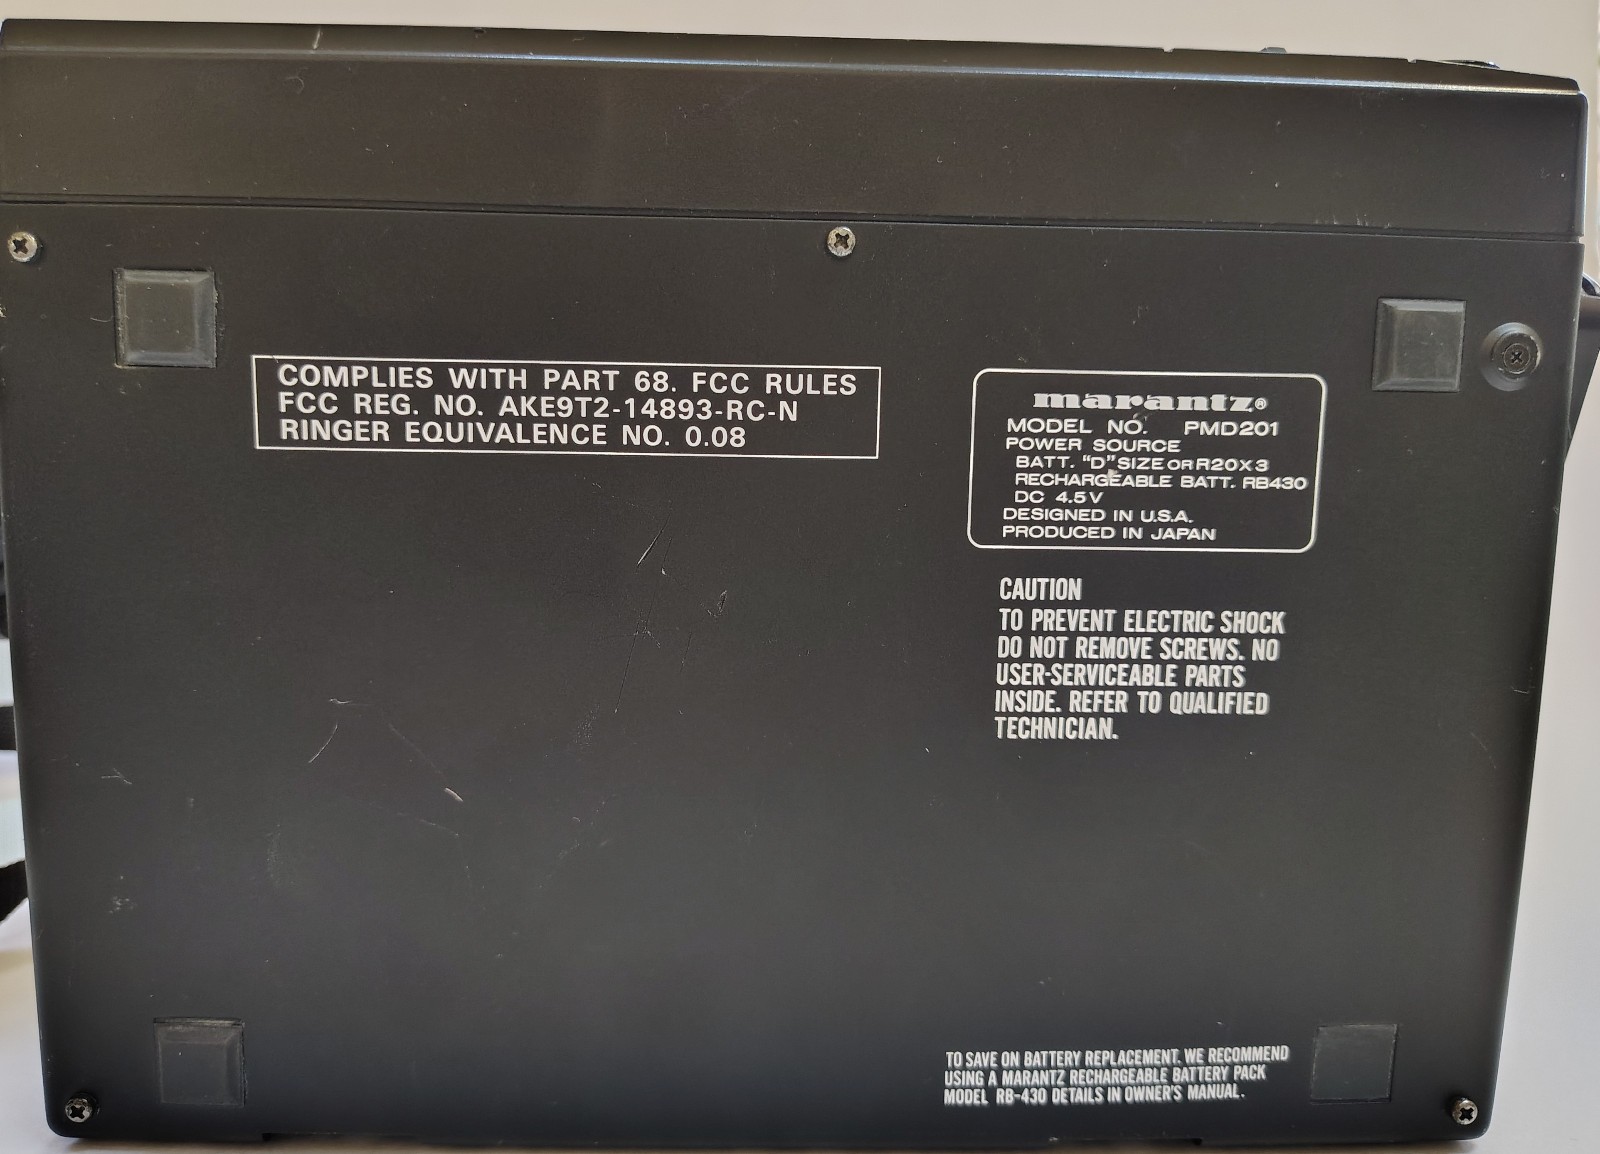 COMPLIES WITH PART 68. FCC RULES
FCC REG. NO. AKE9T2-14893-RC-N
RINGER EQUIVALENCE NO. 0.08
marantz®
MODEL NO. PMD201
POWER SOURCE
BATT. "D" SIZE OR R20X3
RECHARGEABLE BATT. RB430
DC 4.5V
DESIGNED IN U.S.A.
PRODUCED IN JAPAN
CAUTION
TO PREVENT ELECTRIC SHOCK
DO NOT REMOVE SCREWS. NO
USER-SERVICEABLE PARTS
INSIDE. REFER TO QUALIFIED
TECHNICIAN.
TO SAVE ON BATTERY REPLACEMENT. WE RECOMMEND
USING A MARANTZ RECHARGEABLE BATTERY PACK
MODEL RB-430 DETAILS IN OWNER'S MANUAL.